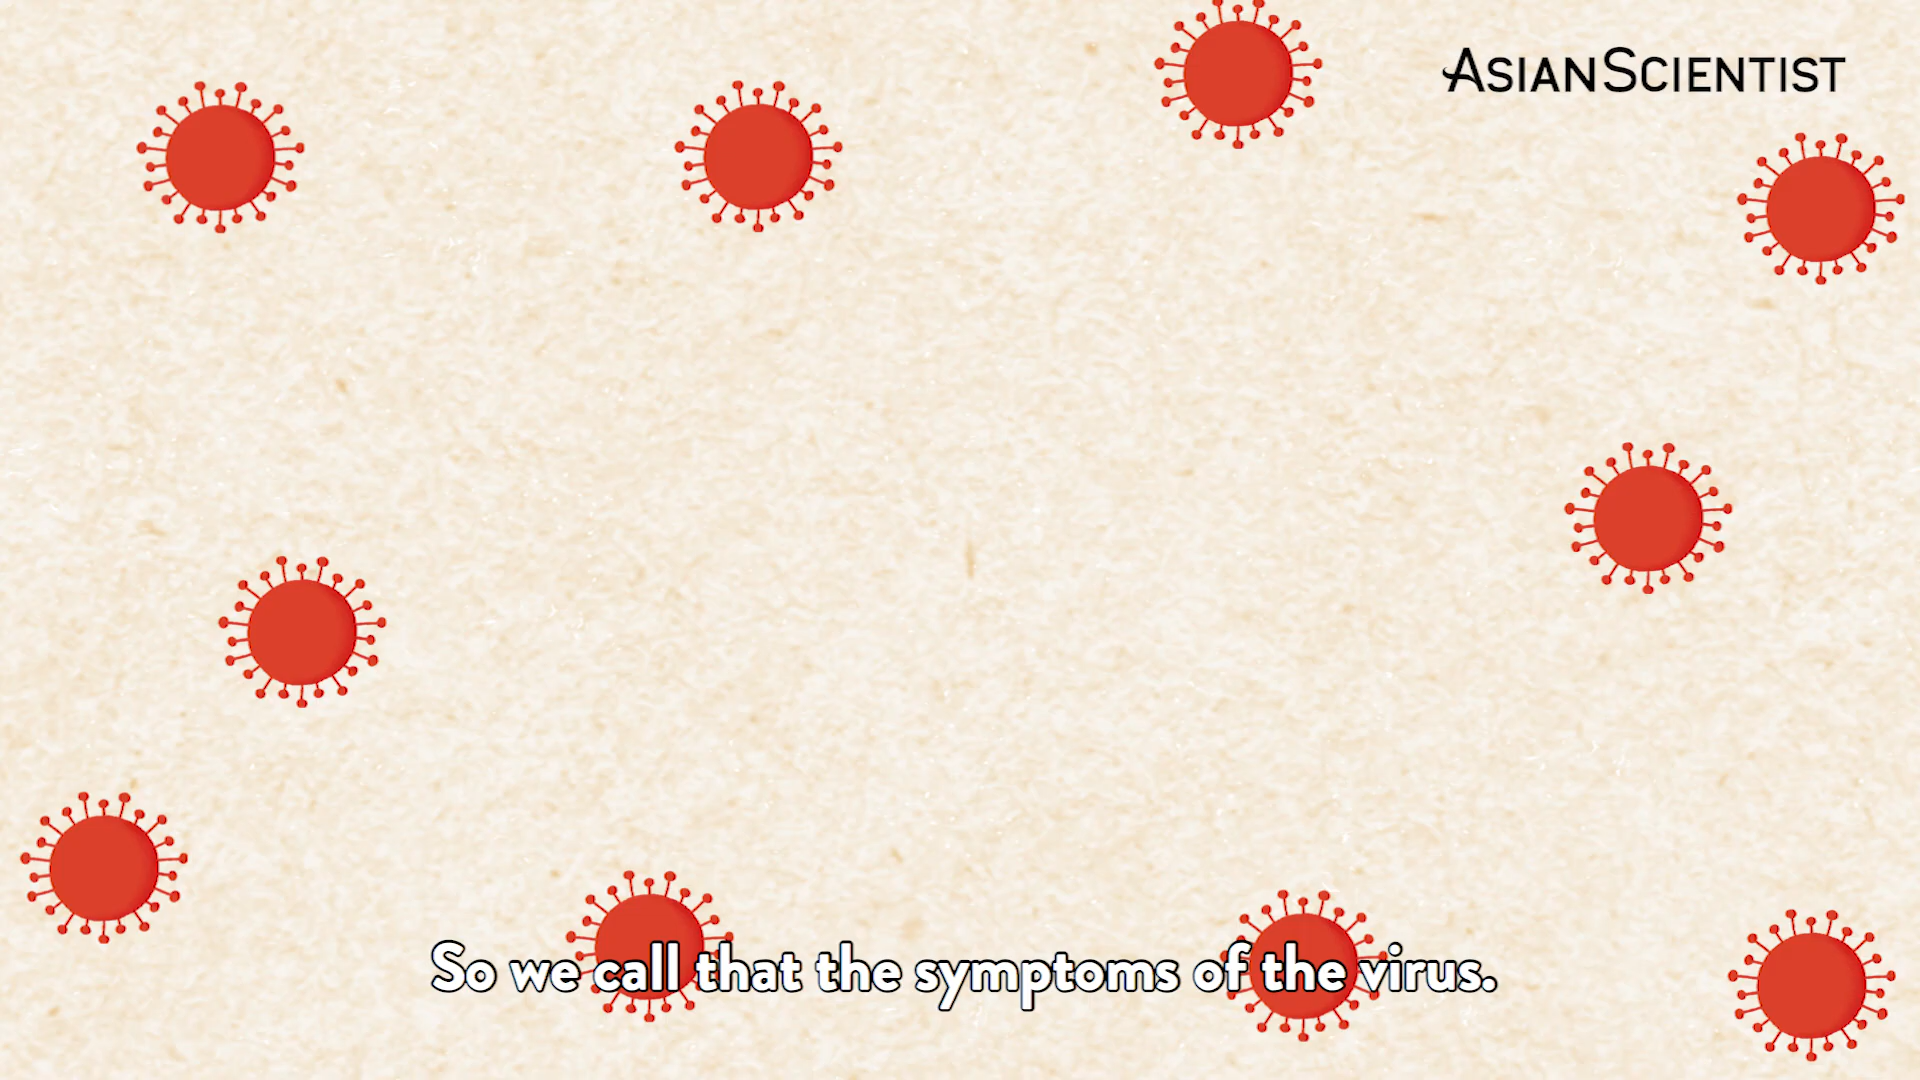 ASIANSCIENTIST
So we call that the symptoms of the virus.